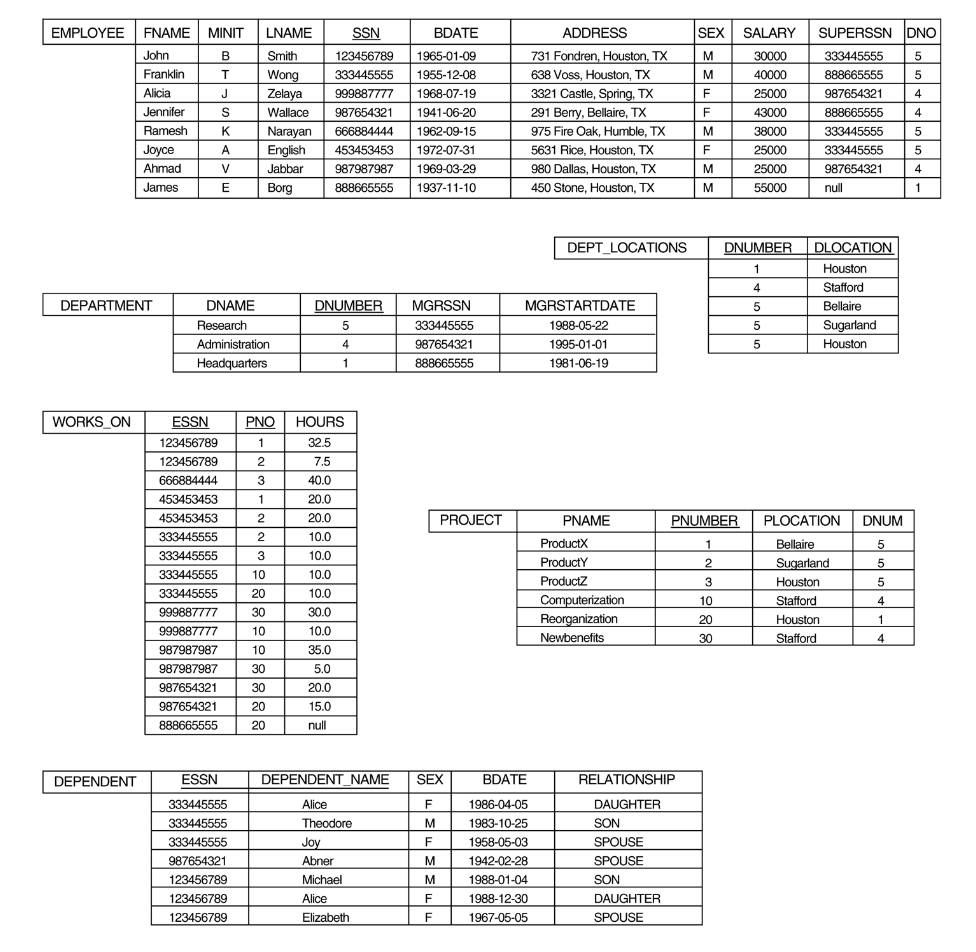 EMPLOYEE FNAME MINIT LNAME SSN BDATE ADDRESS SEX SALARY SUPERSSN DNO
John B Smith 123456789 1965-01-09 731 Fondren, Houston, TX M 30000 333445555 5
Franklin T Wong 333445555 1955-12-08 638 Voss, Houston, TX M 40000 888665555 5
Alicia J Zelaya 999887777 1968-07-19 3321 Castle, Spring, TX F 25000 987654321 4
Jennifer S Wallace 987654321 1941-06-20 291 Berry, Bellaire, TX F 43000 888665555 4
Ramesh K Narayan 666884444 1962-09-15 975 Fire Oak, Humble, TX M 38000 333445555 5
Joyce A English 453453453 1972-07-31 5631 Rice, Houston, TX F 25000 333445555 5
Ahmad V Jabbar 987987987 1969-03-29 980 Dallas, Houston, TX M 25000 987654321 4
James E Borg 888665555 1937-11-10 450 Stone, Houston, TX M 55000 null 1
DEPT_LOCATIONS DNUMBER DLOCATION
1 Houston
4 Stafford
5 Bellaire
5 Sugarland
5 Houston
DEPARTMENT DNAME DNUMBER MGRSSN MGRSTARTDATE
Research 5 333445555 1988-05-22
Administration 4 987654321 1995-01-01
Headquarters 1 888665555 1981-06-19
WORKS_ON ESSN PNO HOURS
123456789 1 32.5
123456789 2 7.5
666884444 3 40.0
453453453 1 20.0
453453453 2 20.0
333445555 2 10.0
333445555 3 10.0
333445555 10 10.0
333445555 20 10.0
999887777 30 30.0
999887777 10 10.0
987987987 10 35.0
987987987 30 5.0
987654321 30 20.0
987654321 20 15.0
888665555 20 null
PROJECT PNAME PNUMBER PLOCATION DNUM
ProductX 1 Bellaire 5
ProductY 2 Sugarland 5
ProductZ 3 Houston 5
Computerization 10 Stafford 4
Reorganization 20 Houston 1
Newbenefits 30 Stafford 4
DEPENDENT ESSN DEPENDENT_NAME SEX BDATE RELATIONSHIP
333445555 Alice F 1986-04-05 DAUGHTER
333445555 Theodore M 1983-10-25 SON
333445555 Joy F 1958-05-03 SPOUSE
987654321 Abner M 1942-02-28 SPOUSE
123456789 Michael M 1988-01-04 SON
123456789 Alice F 1988-12-30 DAUGHTER
123456789 Elizabeth F 1967-05-05 SPOUSE